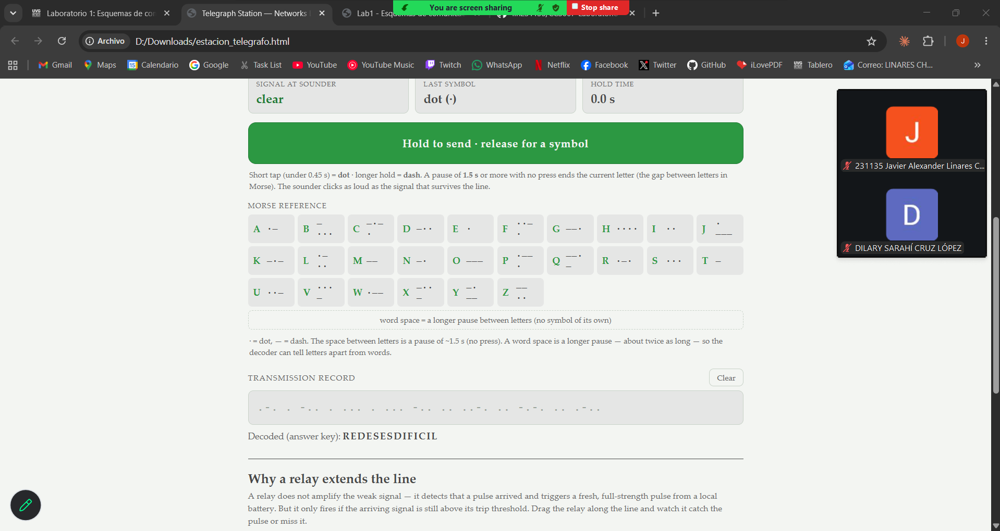 Laboratorio 1: Esquemas de con
Telegraph Station — Networks
Lab1 - Esq
You are screen sharing
Stop share
Archivo
D:/Downloads/estacion_telegrafo.html
J
Gmail
Maps
15
Calendario
Google
Task List
YouTube
YouTube Music
Twitch
WhatsApp
Netflix
Facebook
Twitter
GitHub
iLovePDF
Tablero
Correo: LINARES CH...
SIGNAL AT SOUNDER
clear
LAST SYMBOL
dot (·)
HOLD TIME
0.0 s
Hold to send · release for a symbol
Short tap (under 0.45 s) = dot · longer hold = dash. A pause of 1.5 s or more with no press ends the current letter (the gap between letters in
Morse). The sounder clicks as loud as the signal that survives the line.
MORSE REFERENCE
A ·— B —··· C —·—· D —·· E · F ··—· G ——· H ···· I ·· J ·———
K —·— L ·—·· M —— N —· O ——— P ·——· Q ——·— R ·—· S ··· T —
U ··— V ···— W ·—— X —··— Y —·—— Z ——··
word space = a longer pause between letters (no symbol of its own)
· = dot, — = dash. The space between letters is a pause of ~1.5 s (no press). A word space is a longer pause — about twice as long — so the
decoder can tell letters apart from words.
TRANSMISSION RECORD
Clear
.-. . -.. . ... . ... -.. .. ..-. .. -.-. .. .-..
Decoded (answer key): REDESESDIFICIL
Why a relay extends the line
A relay does not amplify the weak signal — it detects that a pulse arrived and triggers a fresh, full-strength pulse from a local
battery. But it only fires if the arriving signal is still above its trip threshold. Drag the relay along the line and watch it catch the
pulse or miss it.
J
231135 Javier Alexander Linares C...
D
DILARY SARAHÍ CRUZ LÓPEZ